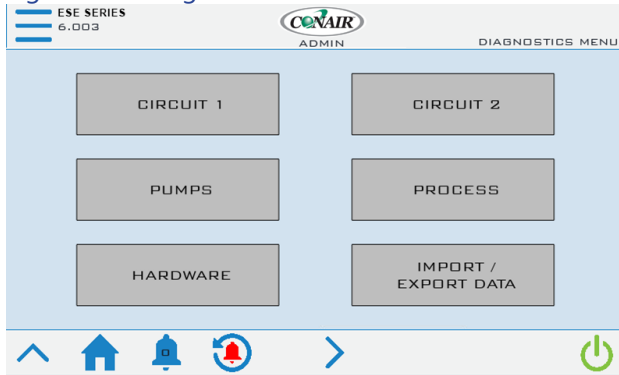 ESE SERIES
6.003
CONAIR
ADMIN
DIAGNOSTICS MENU
CIRCUIT 1
CIRCUIT 2
PUMPS
PROCESS
HARDWARE
IMPORT /
EXPORT DATA
0